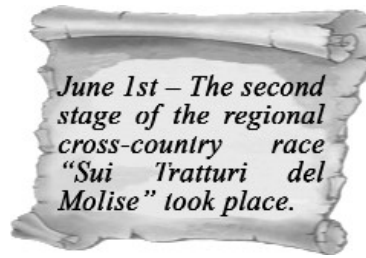 June 1st – The second
stage of the regional
cross-country race
“Sui Tratturi del
Molise” took place.